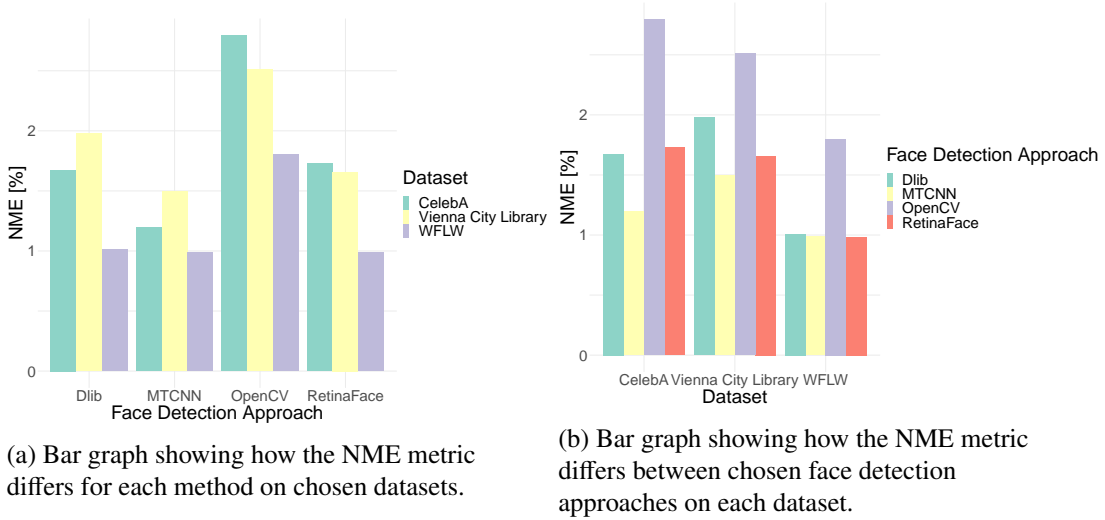 2
1
0
NME [%]
Dlib
MTCNN
OpenCV
RetinaFace
Face Detection Approach
Dataset
CelebA
Vienna City Library
WFLW
(a) Bar graph showing how the NME metric
differs for each method on chosen datasets.
2
1
0
NME [%]
CelebA
Vienna City Library
WFLW
Dataset
Face Detection Approach
Dlib
MTCNN
OpenCV
RetinaFace
(b) Bar graph showing how the NME metric
differs between chosen face detection
approaches on each dataset.